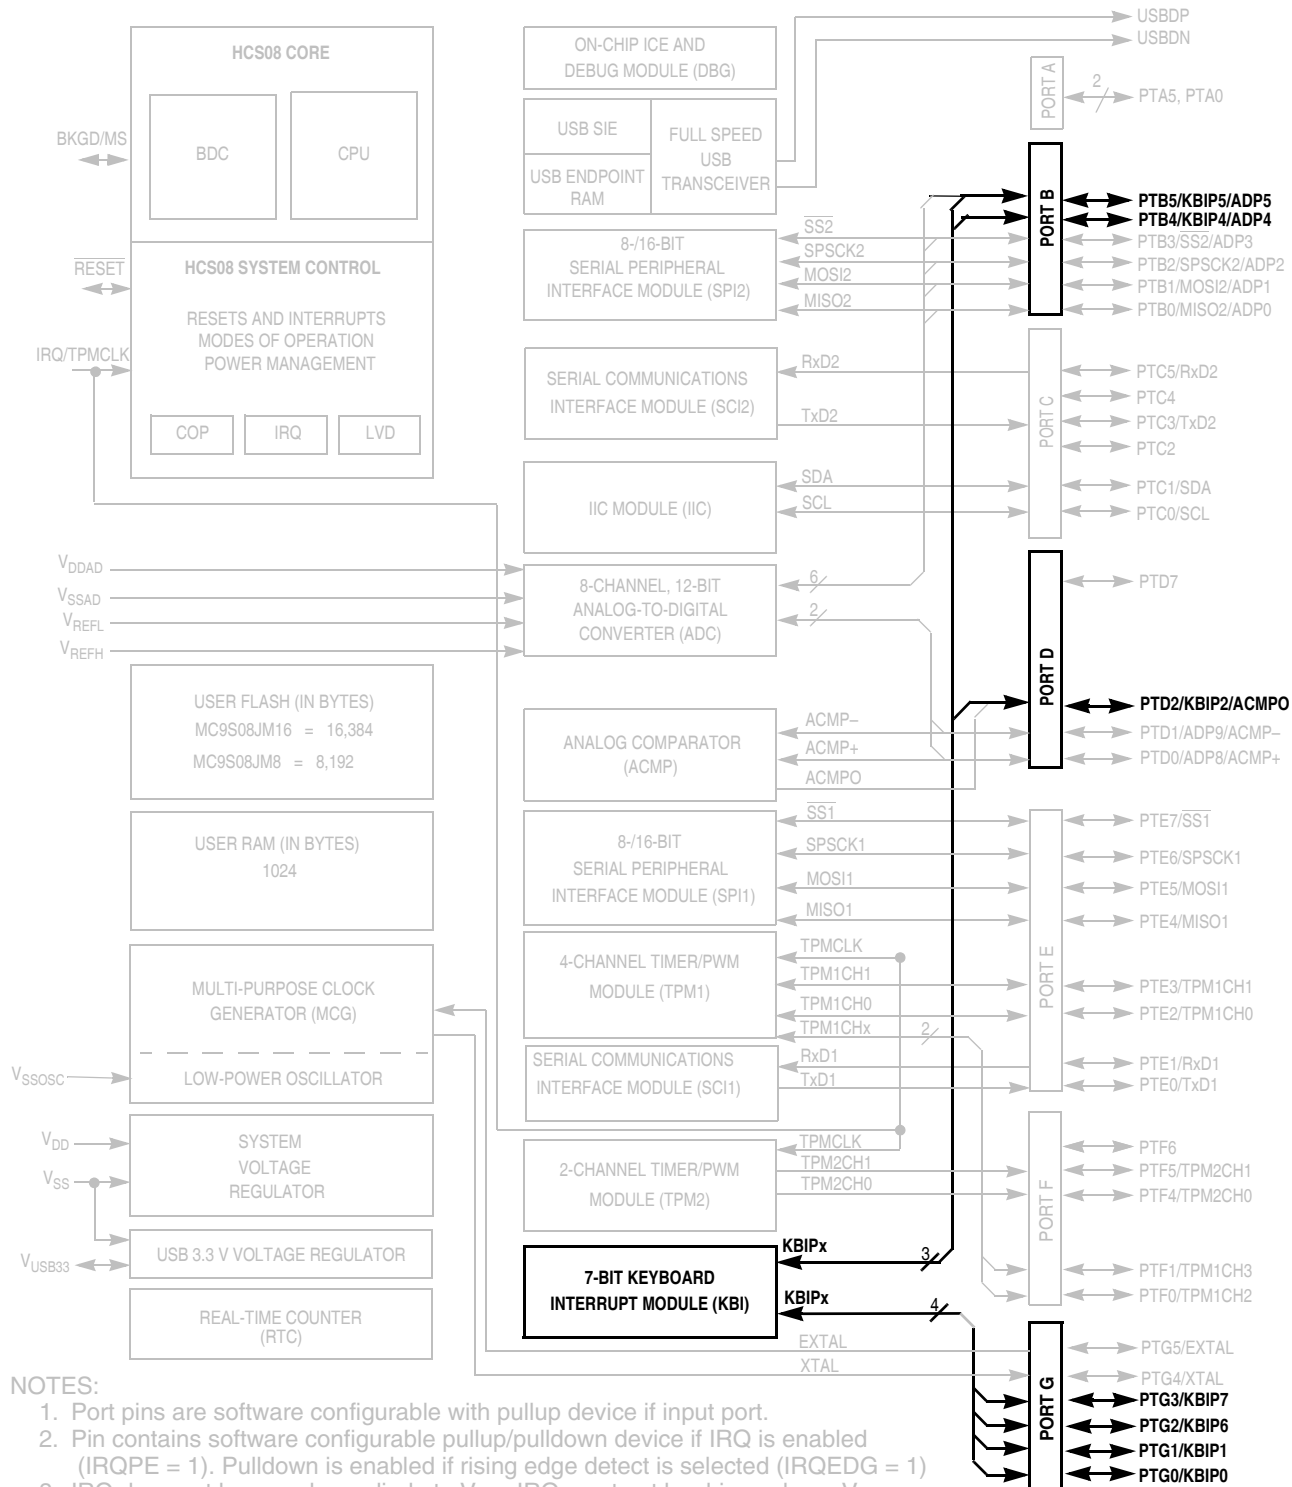 HCS08 CORE
BDC
CPU
BKGD/MS
HCS08 SYSTEM CONTROL
RESET
RESETS AND INTERRUPTS
MODES OF OPERATION
POWER MANAGEMENT
IRQ/TPMCLK
COP
IRQ
LVD
VDDAD
VSSAD
VREFL
VREFH
USER FLASH (IN BYTES)
MC9S08JM16 = 16,384
MC9S08JM8 = 8,192
USER RAM (IN BYTES)
1024
MULTI-PURPOSE CLOCK
GENERATOR (MCG)
LOW-POWER OSCILLATOR
VSSOSC
VDD
VSS
SYSTEM
VOLTAGE
REGULATOR
VUSB33
USB 3.3 V VOLTAGE REGULATOR
REAL-TIME COUNTER
(RTC)
ON-CHIP ICE AND
DEBUG MODULE (DBG)
USB SIE
USB ENDPOINT
RAM
FULL SPEED
USB
TRANSCEIVER
USBDP
USBDN
8-/16-BIT
SERIAL PERIPHERAL
INTERFACE MODULE (SPI2)
SS2
SPSCK2
MOSI2
MISO2
SERIAL COMMUNICATIONS
INTERFACE MODULE (SCI2)
RxD2
TxD2
IIC MODULE (IIC)
SDA
SCL
8-CHANNEL, 12-BIT
ANALOG-TO-DIGITAL
CONVERTER (ADC)
6
2
ANALOG COMPARATOR
(ACMP)
ACMP–
ACMP+
ACMPO
8-/16-BIT
SERIAL PERIPHERAL
INTERFACE MODULE (SPI1)
SS1
SPSCK1
MOSI1
MISO1
4-CHANNEL TIMER/PWM
MODULE (TPM1)
TPMCLK
TPM1CH1
TPM1CH0
TPM1CHx
2
SERIAL COMMUNICATIONS
INTERFACE MODULE (SCI1)
RxD1
TxD1
2-CHANNEL TIMER/PWM
MODULE (TPM2)
TPMCLK
TPM2CH1
TPM2CH0
7-BIT KEYBOARD
INTERRUPT MODULE (KBI)
KBIPx
3
KBIPx
4
EXTAL
XTAL
PORT A
2
PTA5, PTA0
PORT B
PTB5/KBIP5/ADP5
PTB4/KBIP4/ADP4
PTB3/SS2/ADP3
PTB2/SPSCK2/ADP2
PTB1/MOSI2/ADP1
PTB0/MISO2/ADP0
PORT C
PTC5/RxD2
PTC4
PTC3/TxD2
PTC2
PTC1/SDA
PTC0/SCL
PORT D
PTD7
PTD2/KBIP2/ACMPO
PTD1/ADP9/ACMP–
PTD0/ADP8/ACMP+
PORT E
PTE7/SS1
PTE6/SPSCK1
PTE5/MOSI1
PTE4/MISO1
PTE3/TPM1CH1
PTE2/TPM1CH0
PTE1/RxD1
PTE0/TxD1
PORT F
PTF6
PTF5/TPM2CH1
PTF4/TPM2CH0
PTF1/TPM1CH3
PTF0/TPM1CH2
PORT G
PTG5/EXTAL
PTG4/XTAL
PTG3/KBIP7
PTG2/KBIP6
PTG1/KBIP1
PTG0/KBIP0
NOTES:
1. Port pins are software configurable with pullup device if input port.
2. Pin contains software configurable pullup/pulldown device if IRQ is enabled
(IRQPE = 1). Pulldown is enabled if rising edge detect is selected (IRQEDG = 1)